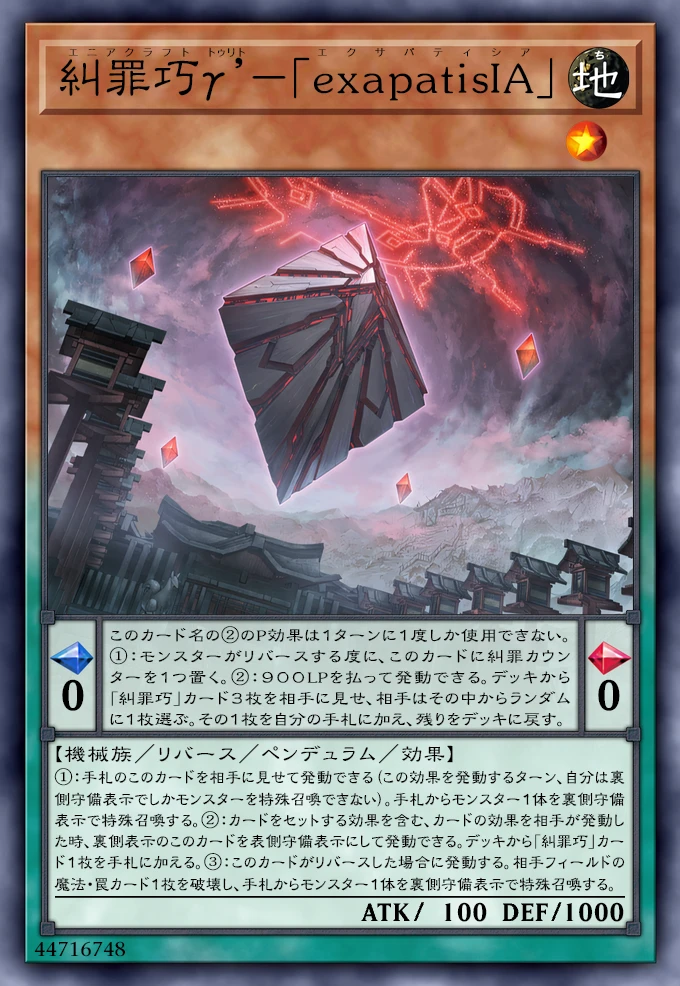 エニアクラフト トゥリト エクサパティシア
糾罪巧γ’－「exapatisIA」
ち
地
このカード名の②のP効果は1ターンに1度しか使用できない。
①：モンスターがリバースする度に、このカードに糾罪カウン
ターを1つ置く。②：900LPを払って発動できる。デッキから
「糾罪巧」カード3枚を相手に見せ、相手はその中からランダム
に1枚選ぶ。その1枚を自分の手札に加え、残りをデッキに戻す。
0
0
【機械族／リバース／ペンデュラム／効果】
①：手札のこのカードを相手に見せて発動できる（この効果を発動するターン、自分は裏
側守備表示でしかモンスターを特殊召喚できない）。手札からモンスター1体を裏側守備
表示で特殊召喚する。②：カードをセットする効果を含む、カードの効果を相手が発動し
た時、裏側表示のこのカードを表側守備表示にして発動できる。デッキから「糾罪巧」カー
ド1枚を手札に加える。③：このカードがリバースした場合に発動する。相手フィールドの
魔法・罠カード1枚を破壊し、手札からモンスター1体を裏側守備表示で特殊召喚する。
ATK/ 100 DEF/1000
44716748